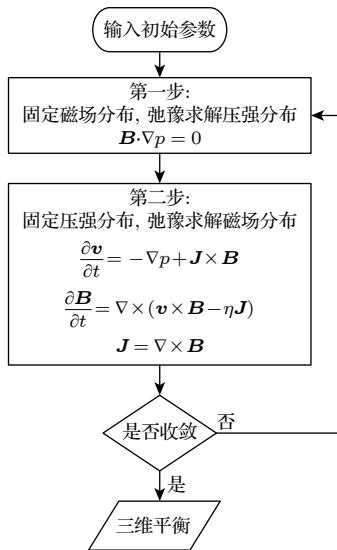 输入初始参数
第一步:
固定磁场分布, 弛豫求解压强分布
B·∇p = 0
第二步:
固定压强分布, 弛豫求解磁场分布
∂v/∂t = −∇p + J × B
∂B/∂t = ∇×(v × B − ηJ)
J = ∇ × B
是否收敛
否
是
三维平衡